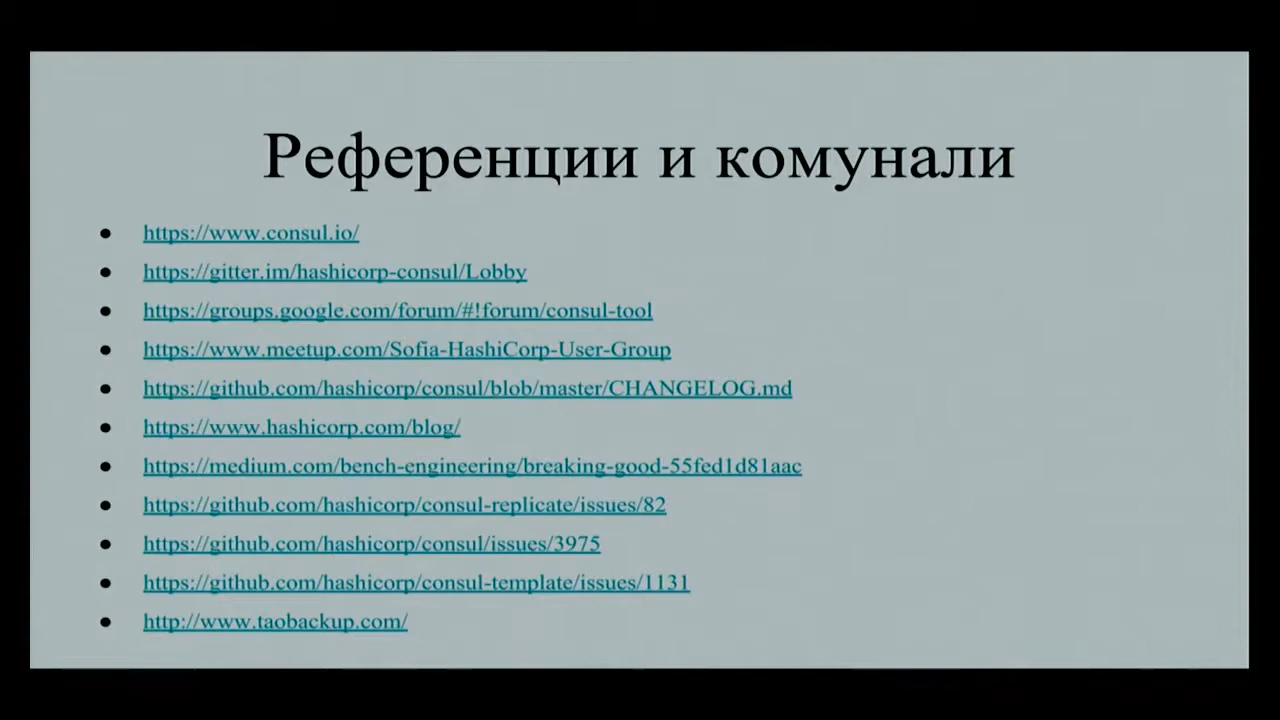 Референции и комунали
https://www.consul.io/
https://gitter.im/hashicorp-consul/Lobby
https://groups.google.com/forum/#!forum/consul-tool
https://www.meetup.com/Sofia-HashiCorp-User-Group
https://github.com/hashicorp/consul/blob/master/CHANGELOG.md
https://www.hashicorp.com/blog/
https://medium.com/bench-engineering/breaking-good-55fed1d81aac
https://github.com/hashicorp/consul-replicate/issues/82
https://github.com/hashicorp/consul/issues/3975
https://github.com/hashicorp/consul-template/issues/1131
http://www.taobackup.com/